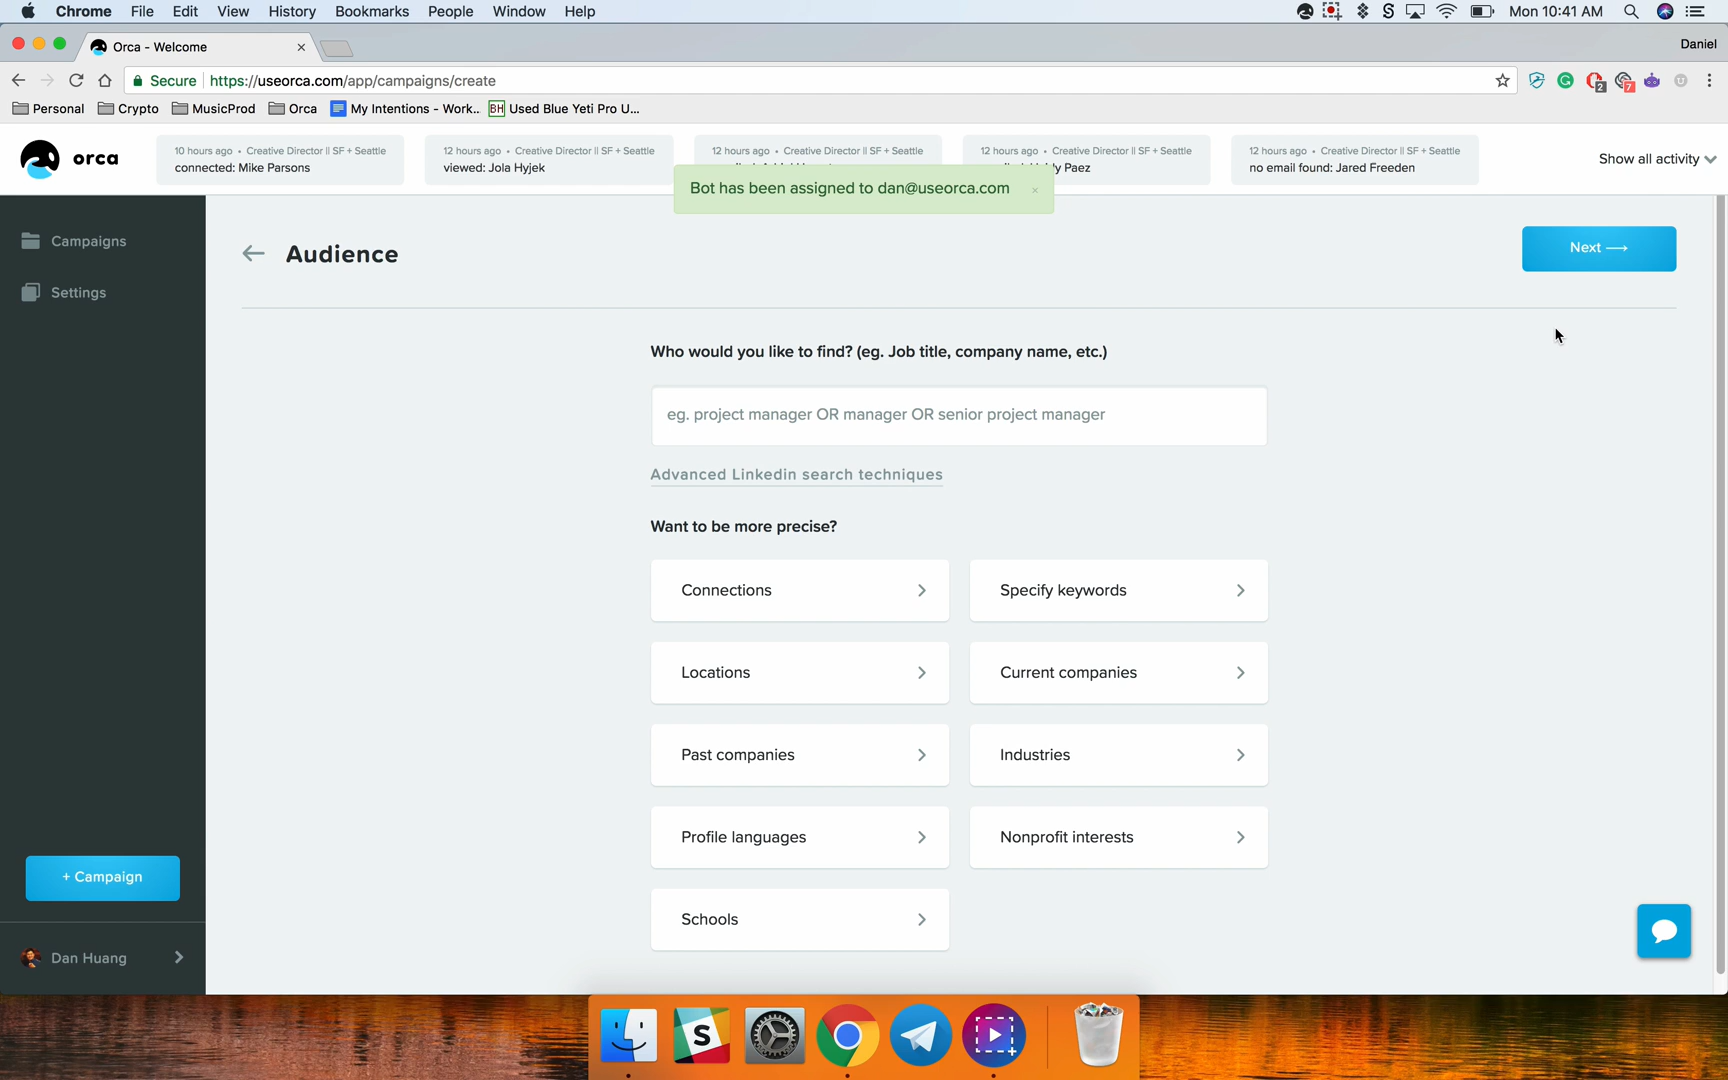 Chrome File Edit View History Bookmarks People Window Help
S Mon 10:41 AM
Orca - Welcome ×
Daniel
Secure https://useorca.com/app/campaigns/create
2 7
Personal Crypto MusicProd Orca My Intentions - Work... BH Used Blue Yeti Pro U...
orca
10 hours ago • Creative Director || SF + Seattle
connected: Mike Parsons
12 hours ago • Creative Director || SF + Seattle
viewed: Jola Hyjek
12 hours ago • Creative Director || SF + Seattle
12 hours ago • Creative Director || SF + Seattle
Paez
12 hours ago • Creative Director || SF + Seattle
no email found: Jared Freeden
Show all activity
Bot has been assigned to dan@useorca.com ×
Campaigns
Settings
Audience
Next
Who would you like to find? (eg. Job title, company name, etc.)
eg. project manager OR manager OR senior project manager
Advanced Linkedin search techniques
Want to be more precise?
Connections
Specify keywords
Locations
Current companies
Past companies
Industries
Profile languages
Nonprofit interests
Schools
+ Campaign
Dan Huang
S